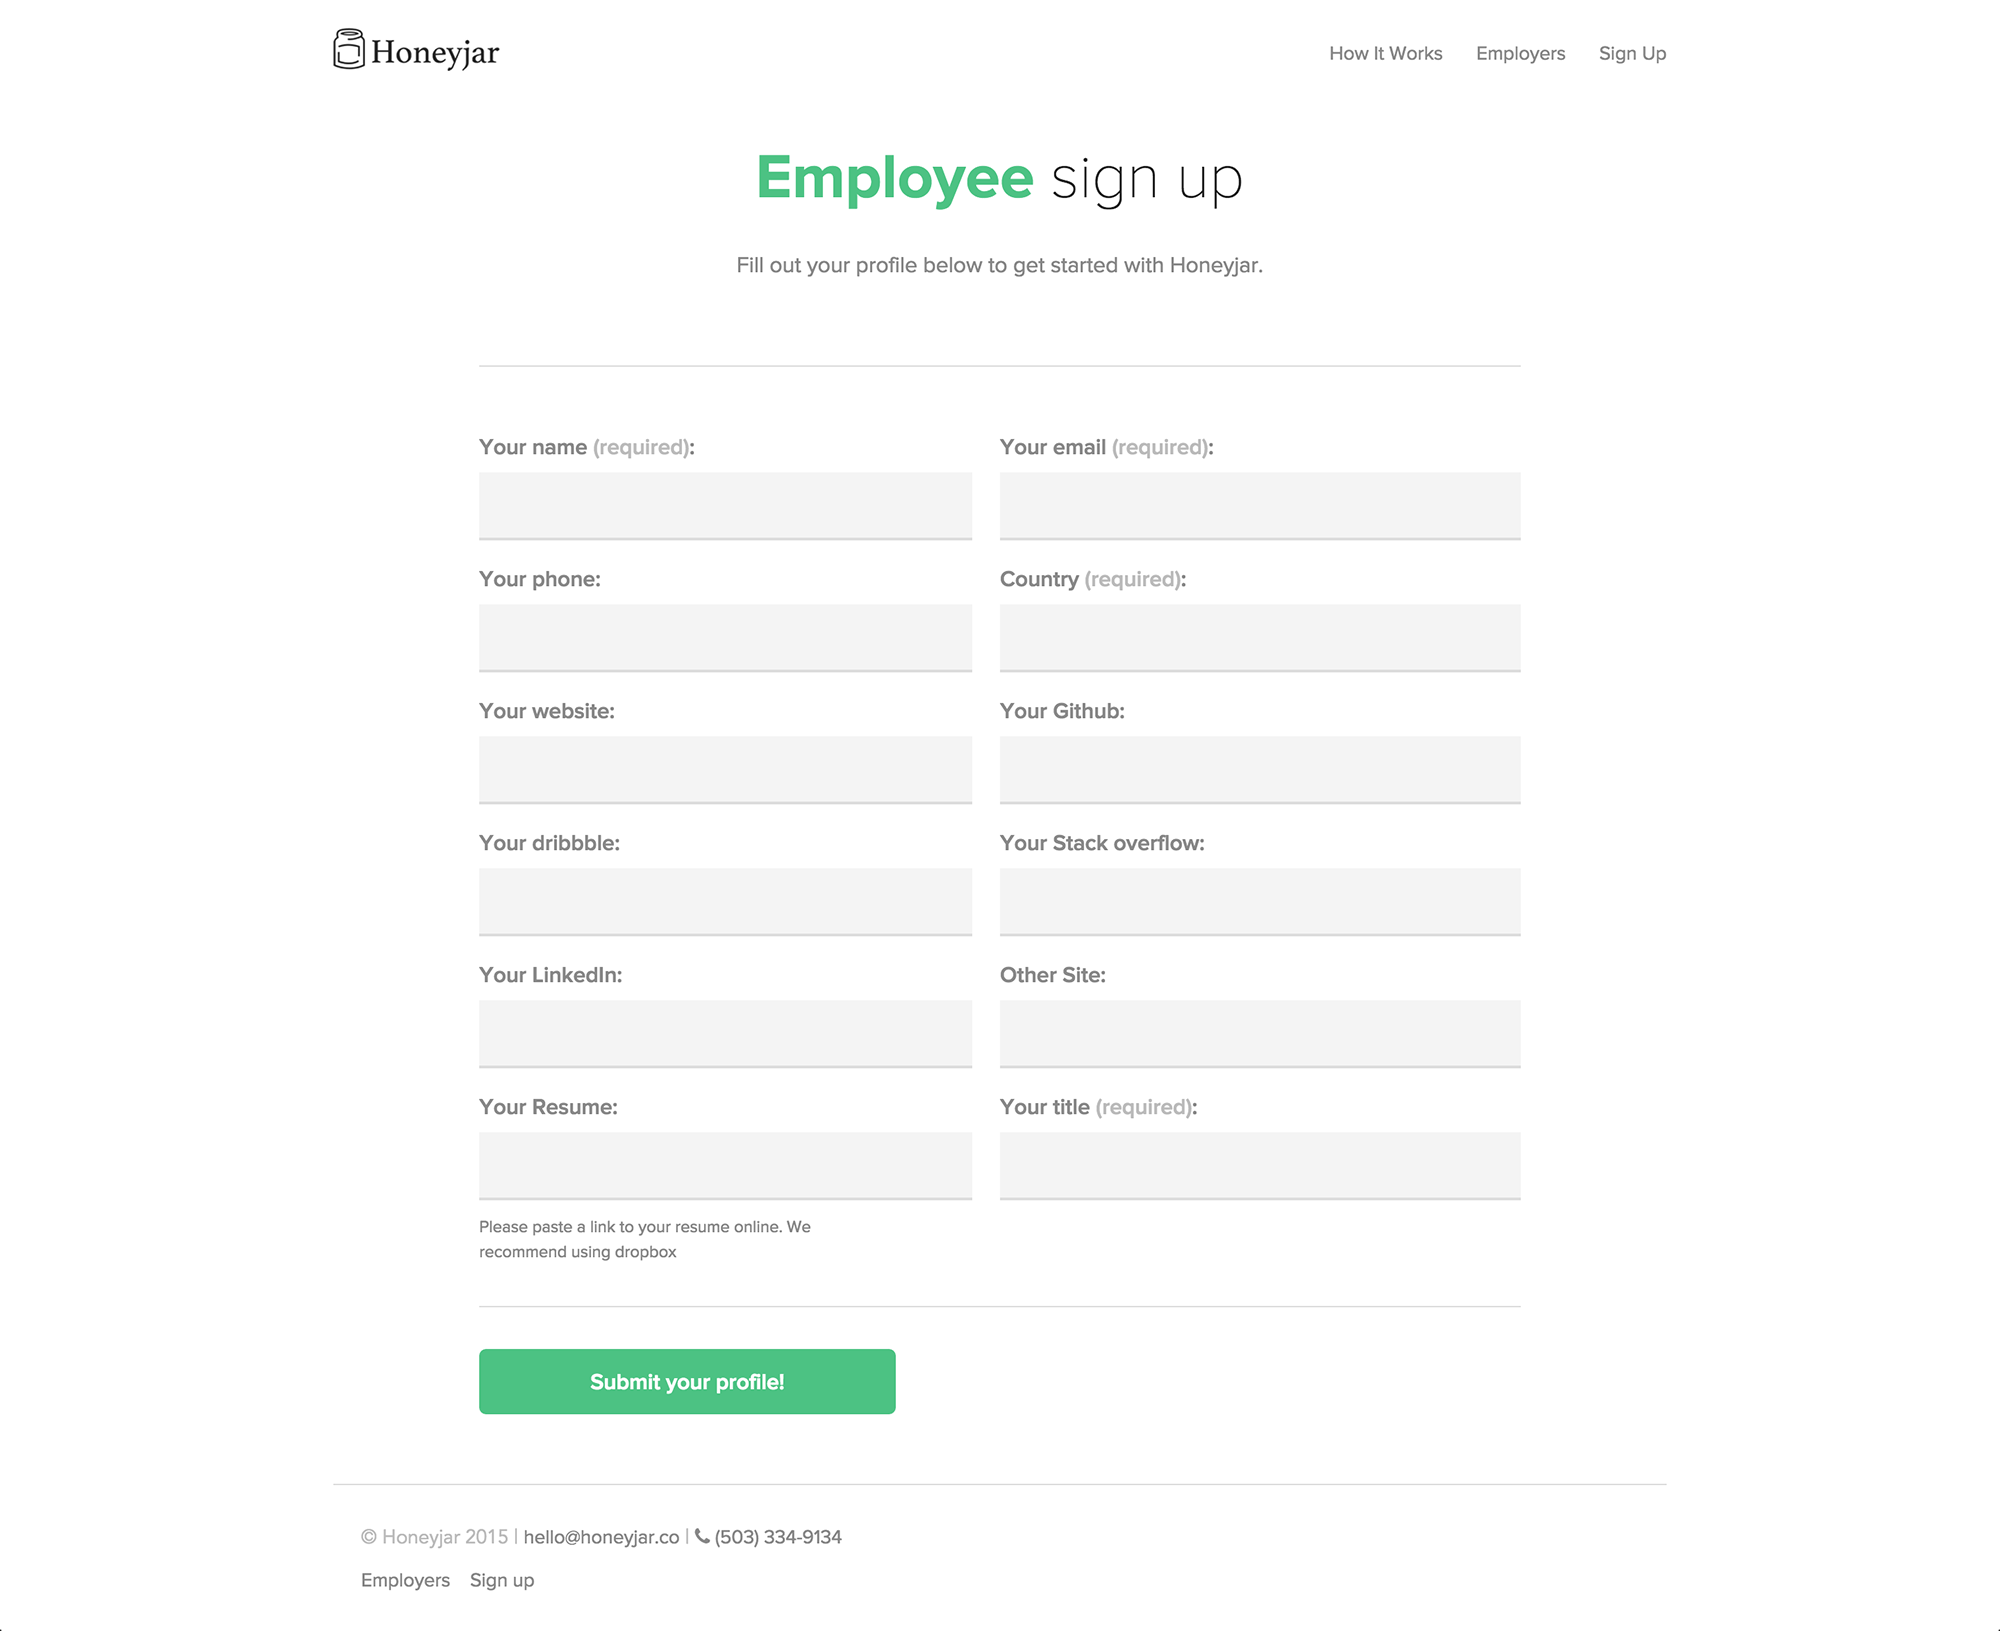 Honeyjar
How It Works Employers Sign Up
Employee sign up
Fill out your profile below to get started with Honeyjar.
Your name (required): Your email (required):
Your phone: Country (required):
Your website: Your Github:
Your dribbble: Your Stack overflow:
Your LinkedIn: Other Site:
Your Resume: Your title (required):
Please paste a link to your resume online. We
recommend using dropbox
Submit your profile!
© Honeyjar 2015 | hello@honeyjar.co | (503) 334-9134
Employers Sign up